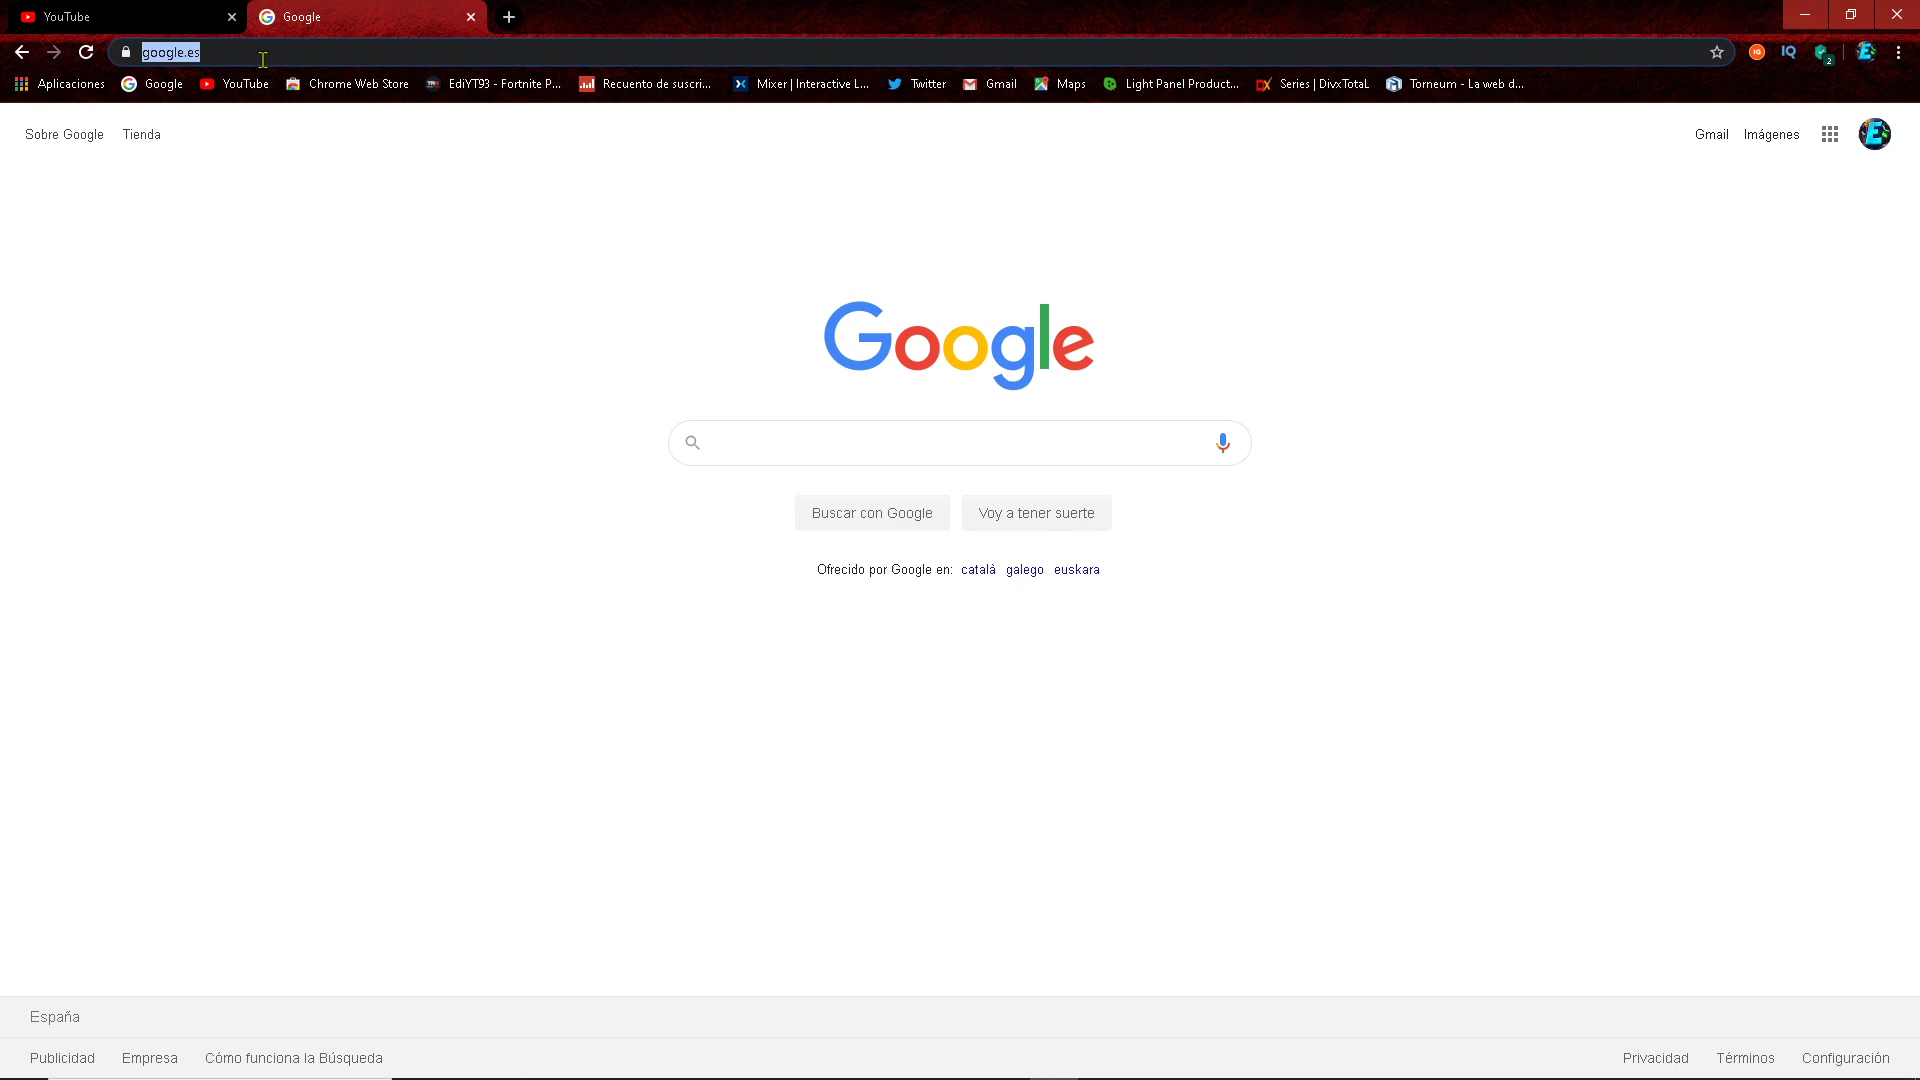 YouTube Google
google.es
IG IQ 2 E
Aplicaciones Google YouTube Chrome Web Store EdiYT93 - Fortnite P... Recuento de suscri... Mixer | Interactive L... Twitter Gmail Maps Light Panel Product... Series | DivxTotaL Torneum - La web d...
Sobre Google Tienda Gmail Imágenes E
Google
Buscar con Google Voy a tener suerte
Ofrecido por Google en: català galego euskara
España
Publicidad Empresa Cómo funciona la Búsqueda Privacidad Términos Configuración